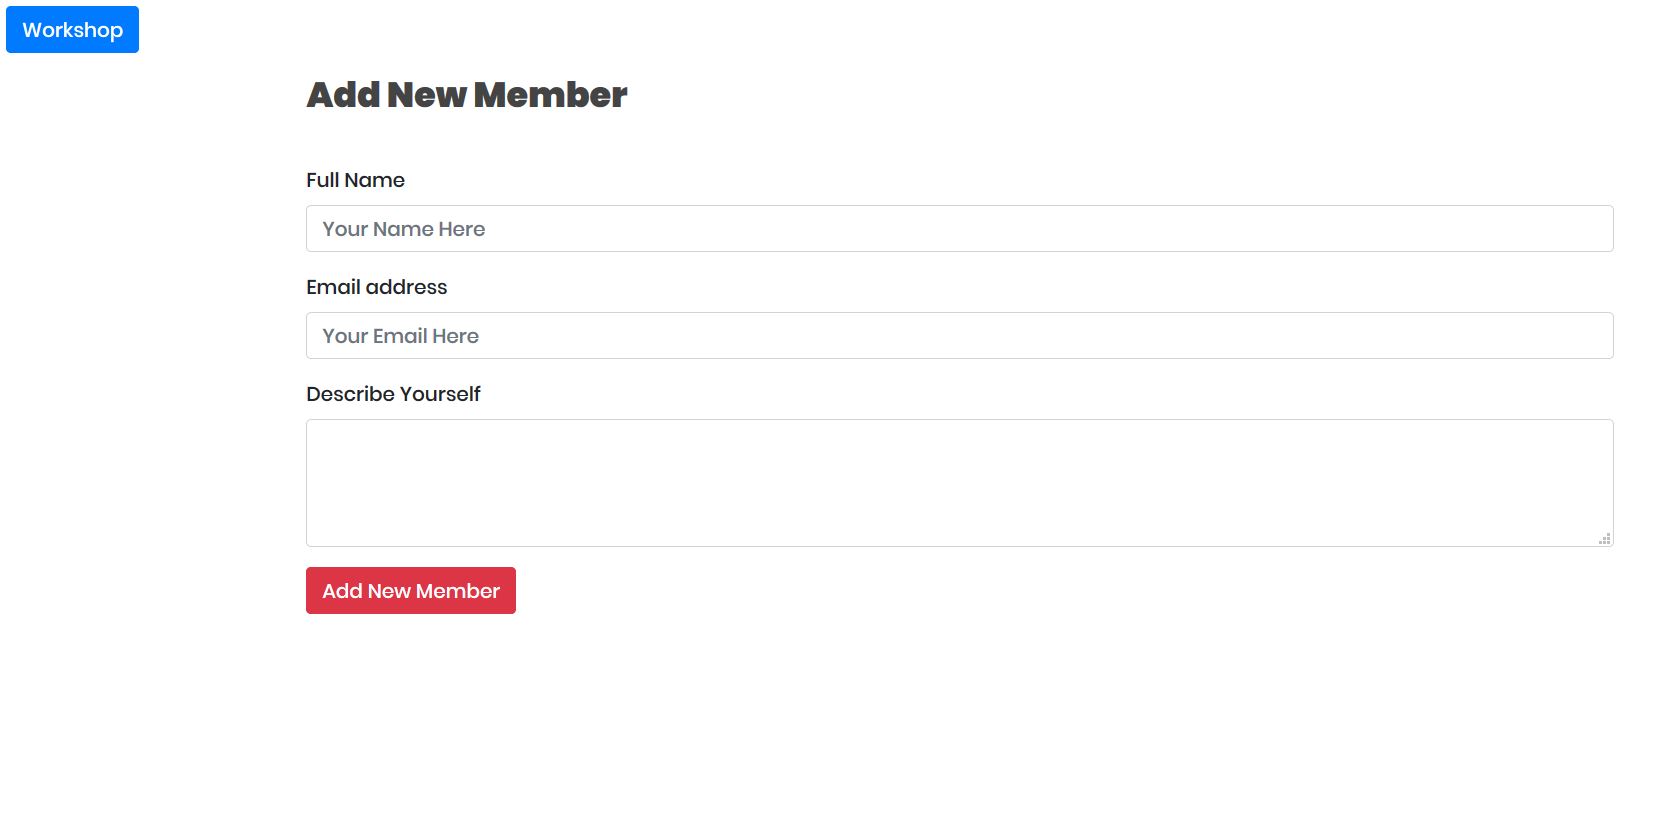 Workshop
Add New Member
Full Name
Your Name Here
Email address
Your Email Here
Describe Yourself
Add New Member